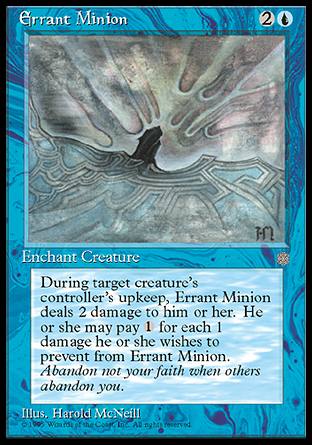 Errant Minion 2
Enchant Creature
During target creature's
controller's upkeep, Errant Minion
deals 2 damage to him or her. He
or she may pay 1 for each 1
damage he or she wishes to
prevent from Errant Minion.
Abandon not your faith when others
abandon you.
Illus. Harold McNeill
© 1995 Wizards of the Coast, Inc. All rights reserved.
HM